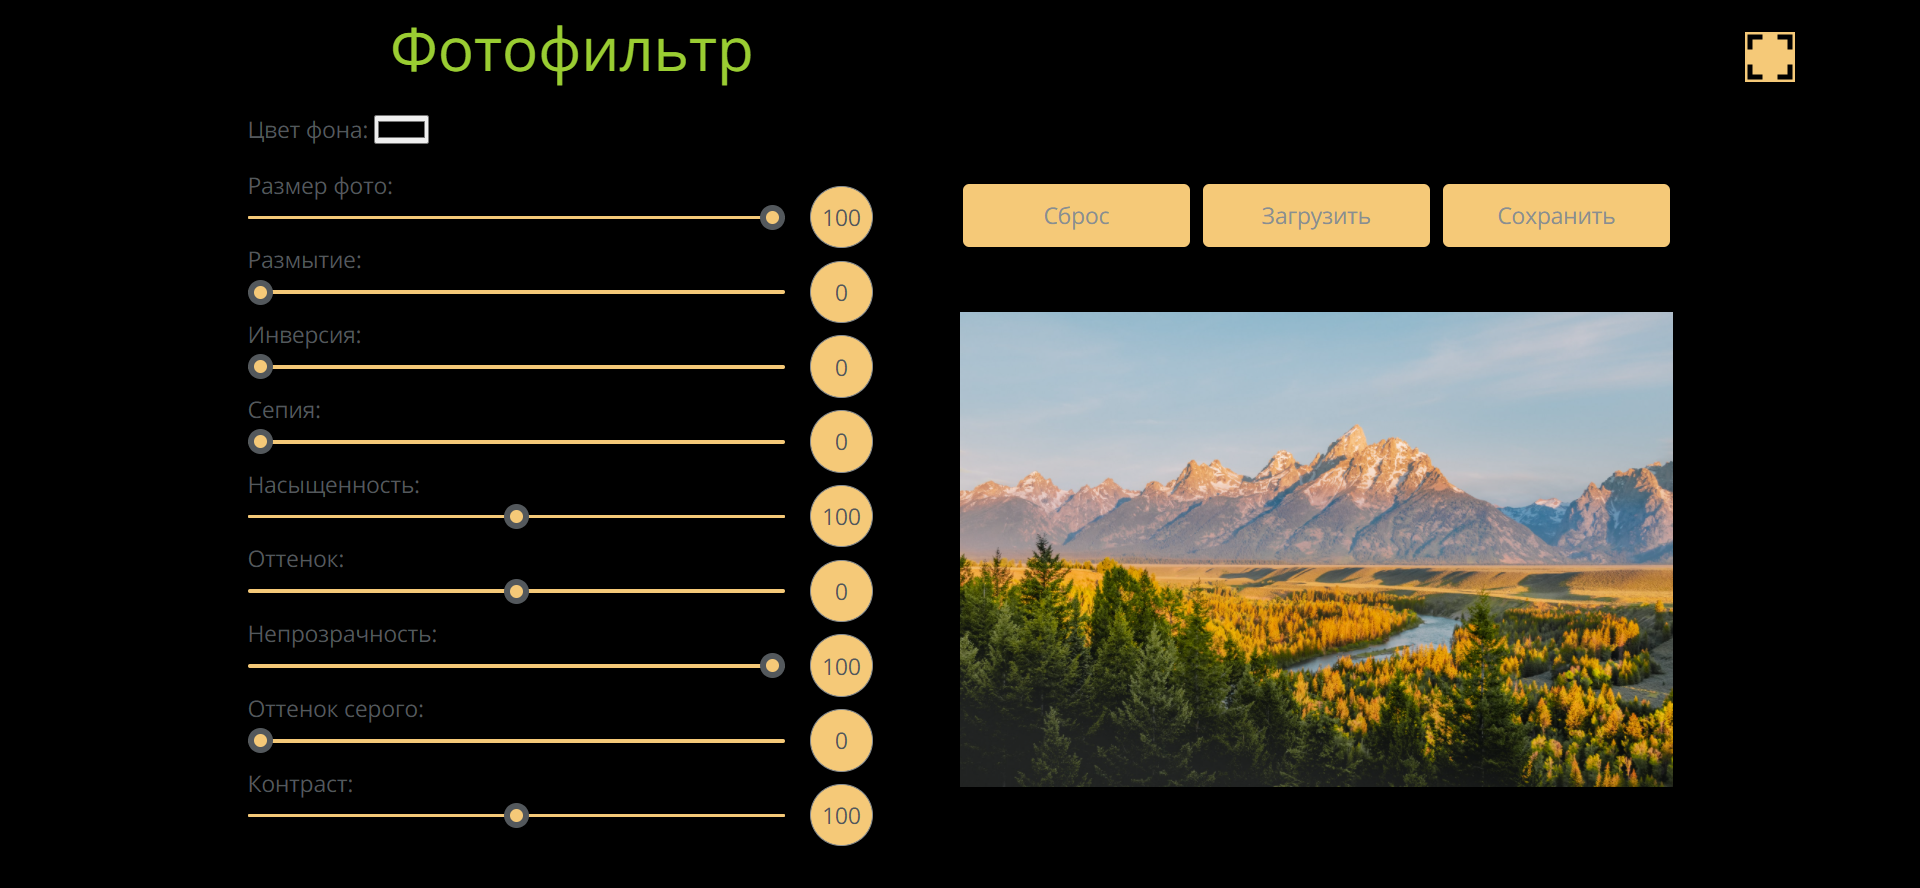 Фотофильтр
Цвет фона:
Размер фото:
100
Размытие:
0
Инверсия:
0
Сепия:
0
Насыщенность:
100
Оттенок:
0
Непрозрачность:
100
Оттенок серого:
0
Контраст:
100
Сброс
Загрузить
Сохранить